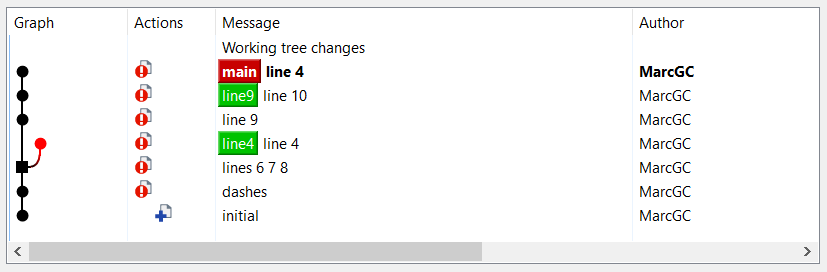 Graph Actions Message Author
Working tree changes
main line 4 MarcGC
line9 line 10 MarcGC
line 9 MarcGC
line4 line 4 MarcGC
lines 6 7 8 MarcGC
dashes MarcGC
initial MarcGC